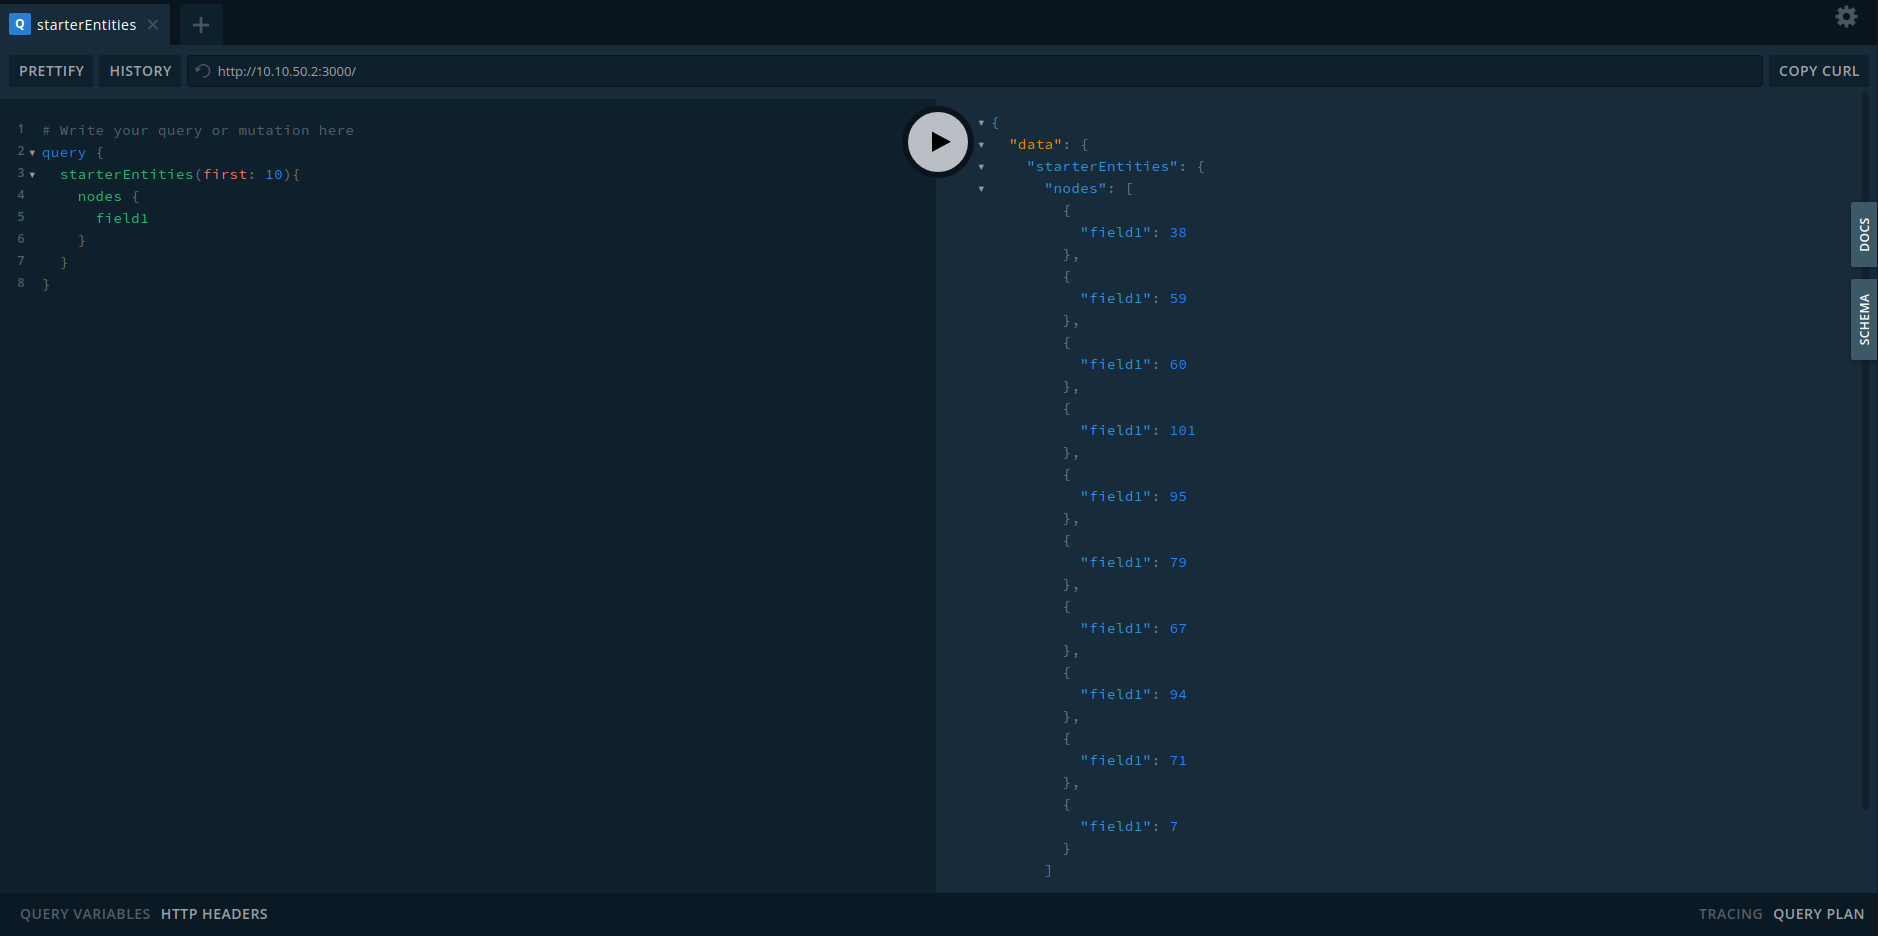 Q starterEntities
PRETTIFY HISTORY http://10.10.50.2:3000/ COPY CURL
1 # Write your query or mutation here
2 query {
3 starterEntities(first: 10){
4 nodes {
5 field1
6 }
7 }
8 }
{
"data": {
"starterEntities": {
"nodes": [
{
"field1": 38
},
{
"field1": 59
},
{
"field1": 60
},
{
"field1": 101
},
{
"field1": 95
},
{
"field1": 79
},
{
"field1": 67
},
{
"field1": 94
},
{
"field1": 71
},
{
"field1": 7
}
]
DOCS
SCHEMA
QUERY VARIABLES HTTP HEADERS TRACING QUERY PLAN